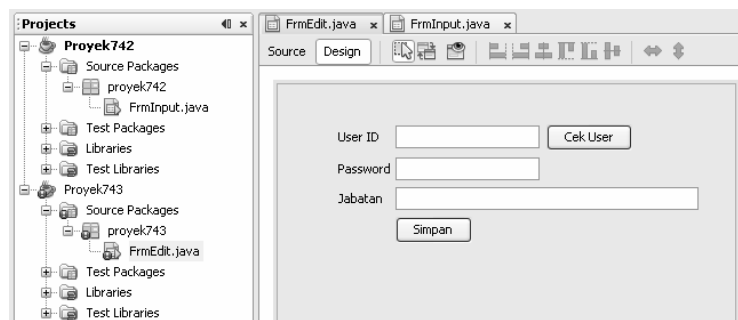 Projects
Proyek742
Source Packages
proyek742
FrmInput.java
Test Packages
Libraries
Test Libraries
Proyek743
Source Packages
proyek743
FrmEdit.java
Test Packages
Libraries
Test Libraries
FrmEdit.java x FrmInput.java x
Source Design
User ID Cek User
Password
Jabatan
Simpan